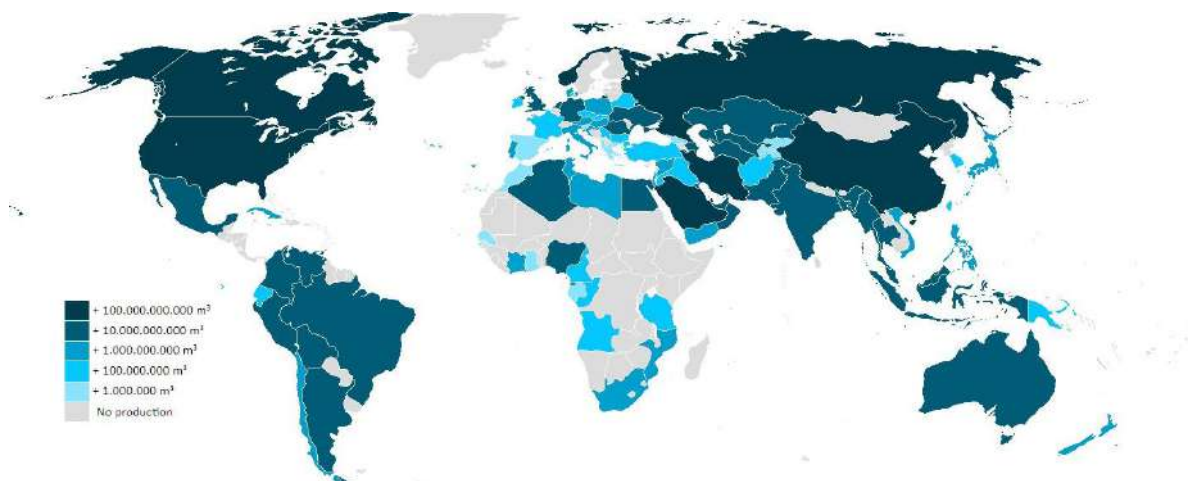 + 100.000.000.000 m³
+ 10.000.000.000 m³
+ 1.000.000.000 m³
+ 100.000.000 m³
+ 1.000.000 m³
No production